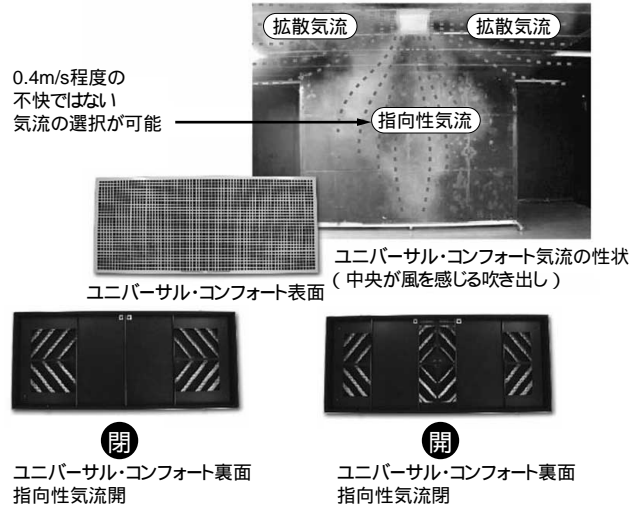 拡散気流
拡散気流
0.4m/s程度の
不快ではない
気流の選択が可能
指向性気流
ユニバーサル・コンフォート気流の性状
(中央が風を感じる吹き出し)
ユニバーサル・コンフォート表面
閉
ユニバーサル・コンフォート裏面
指向性気流開
開
ユニバーサル・コンフォート裏面
指向性気流閉